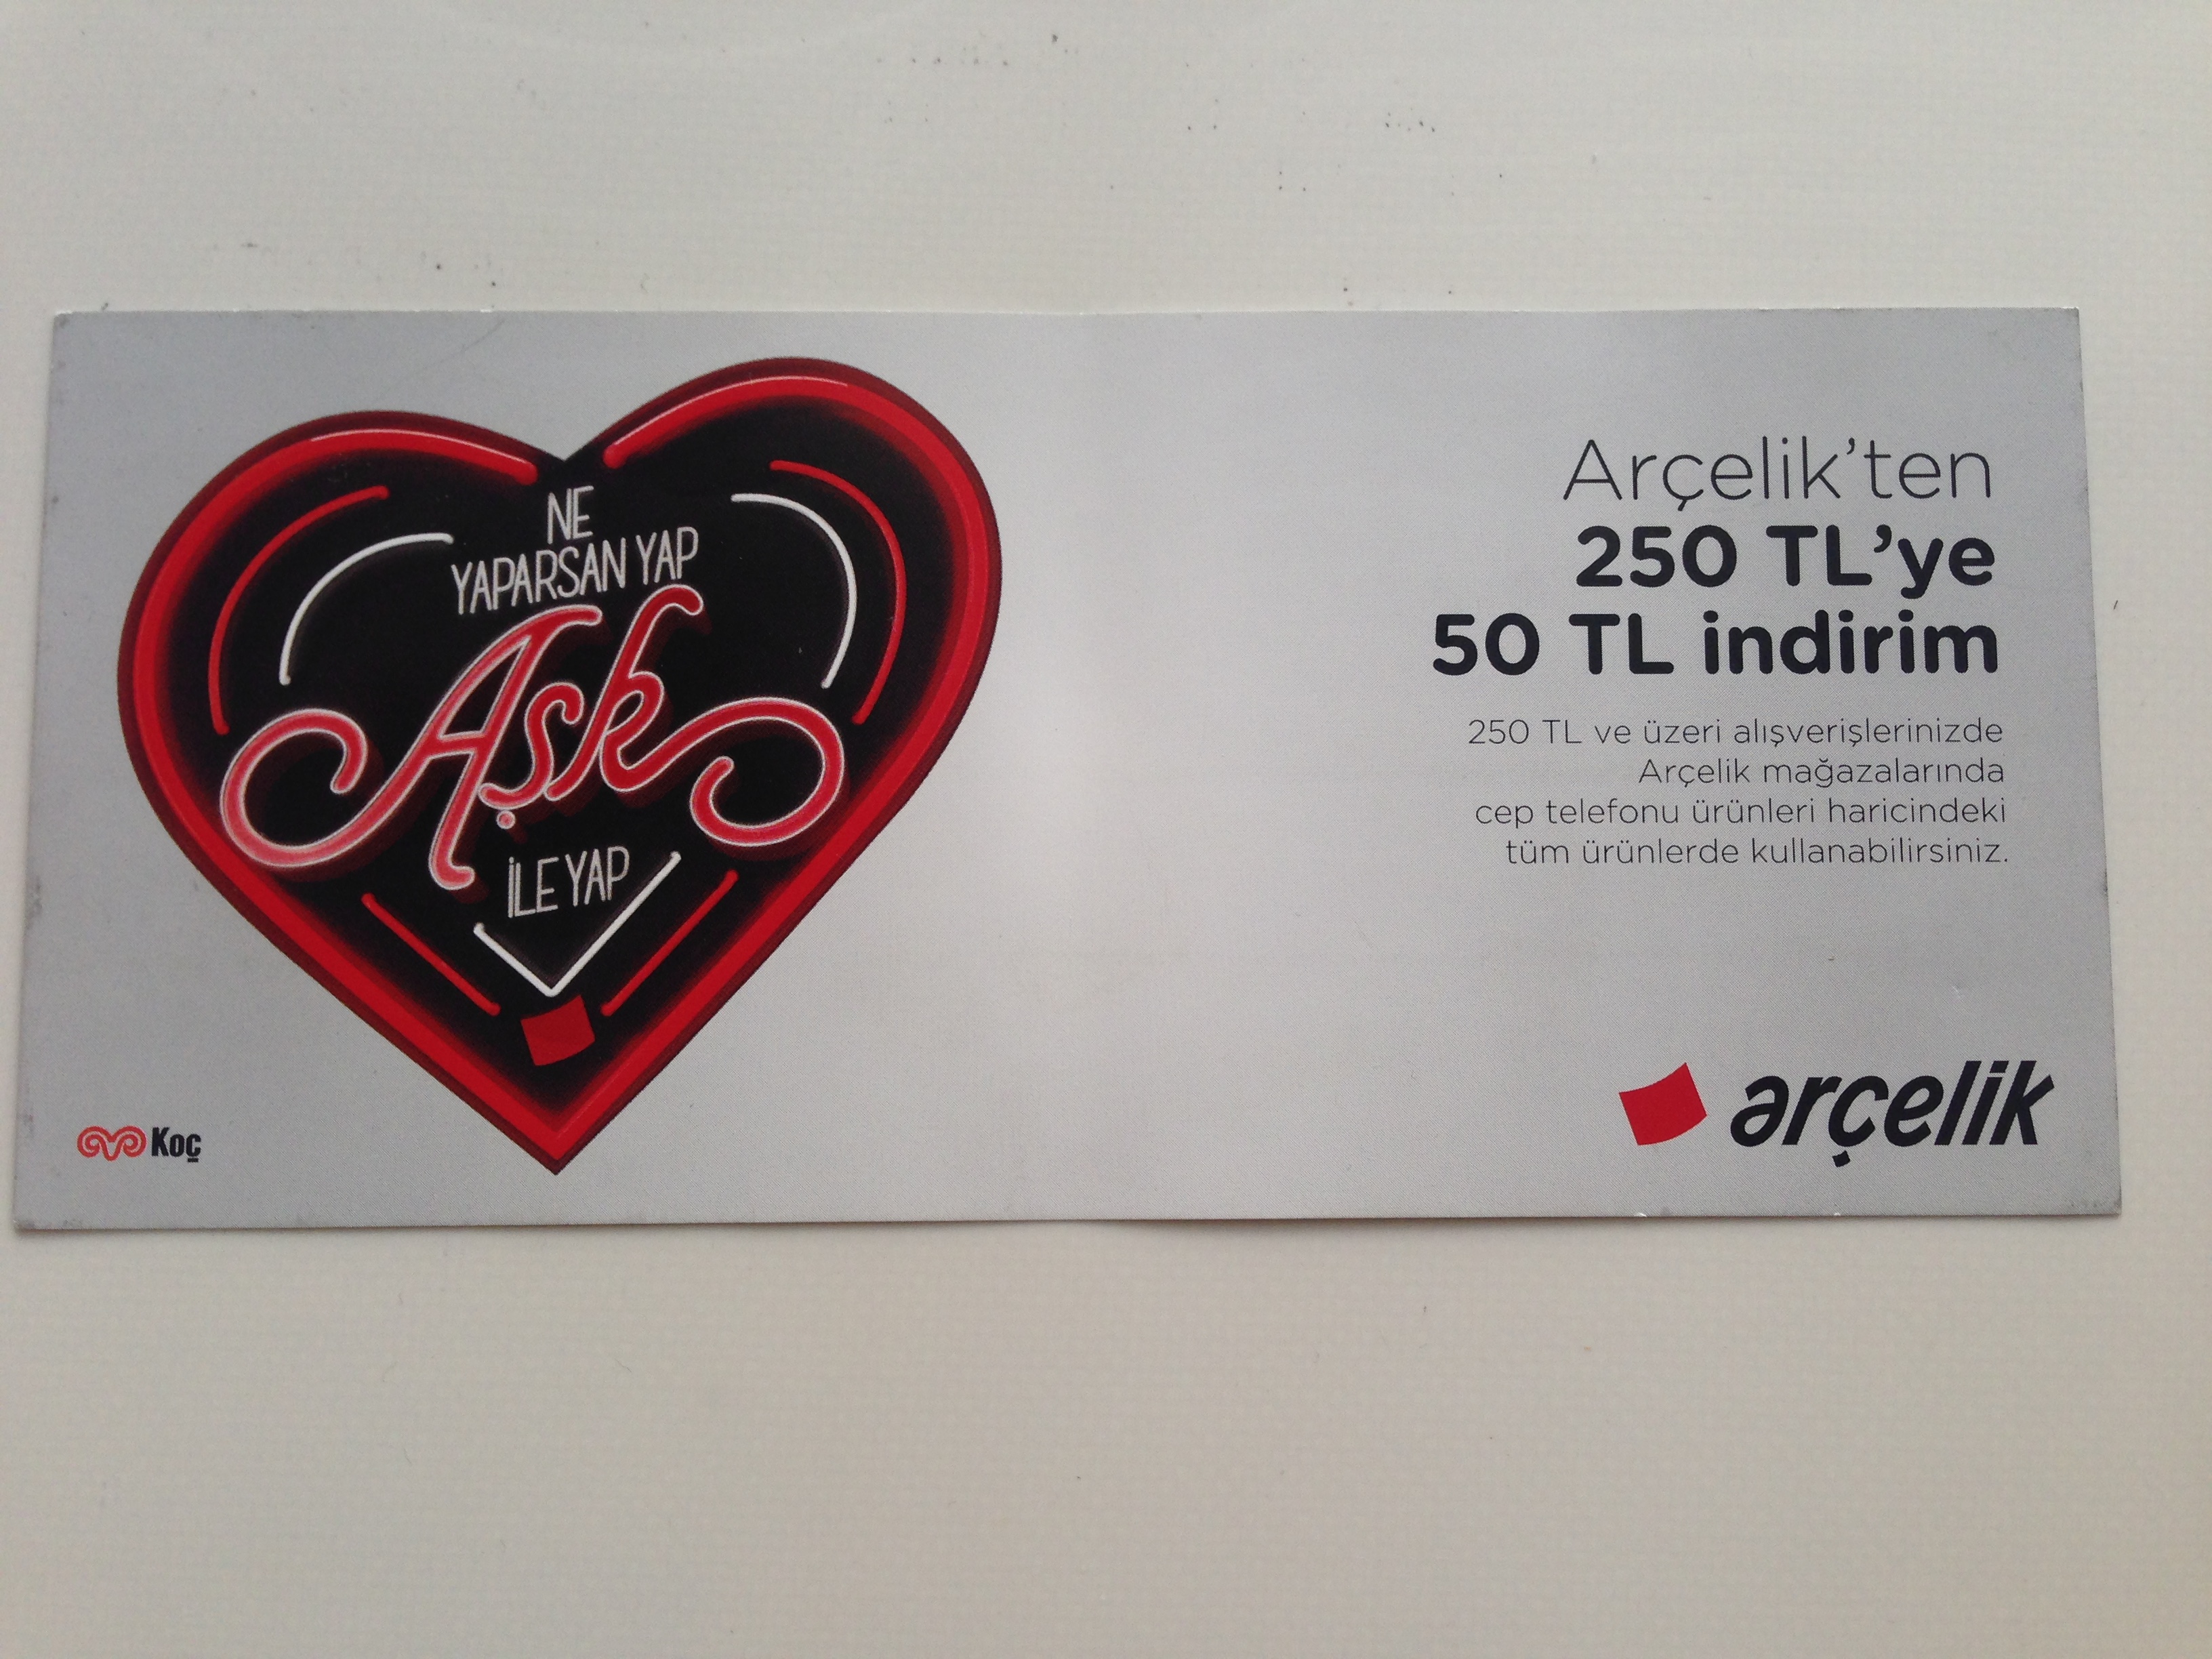 NE
YAPARSAN YAP
Aşk
İLE YAP
Koç
Arçelik'ten
250 TL'ye
50 TL indirim
250 TL ve üzeri alışverişlerinizde
Arçelik mağazalarında
cep telefonu ürünleri haricindeki
tüm ürünlerde kullanabilirsiniz.
arçelik